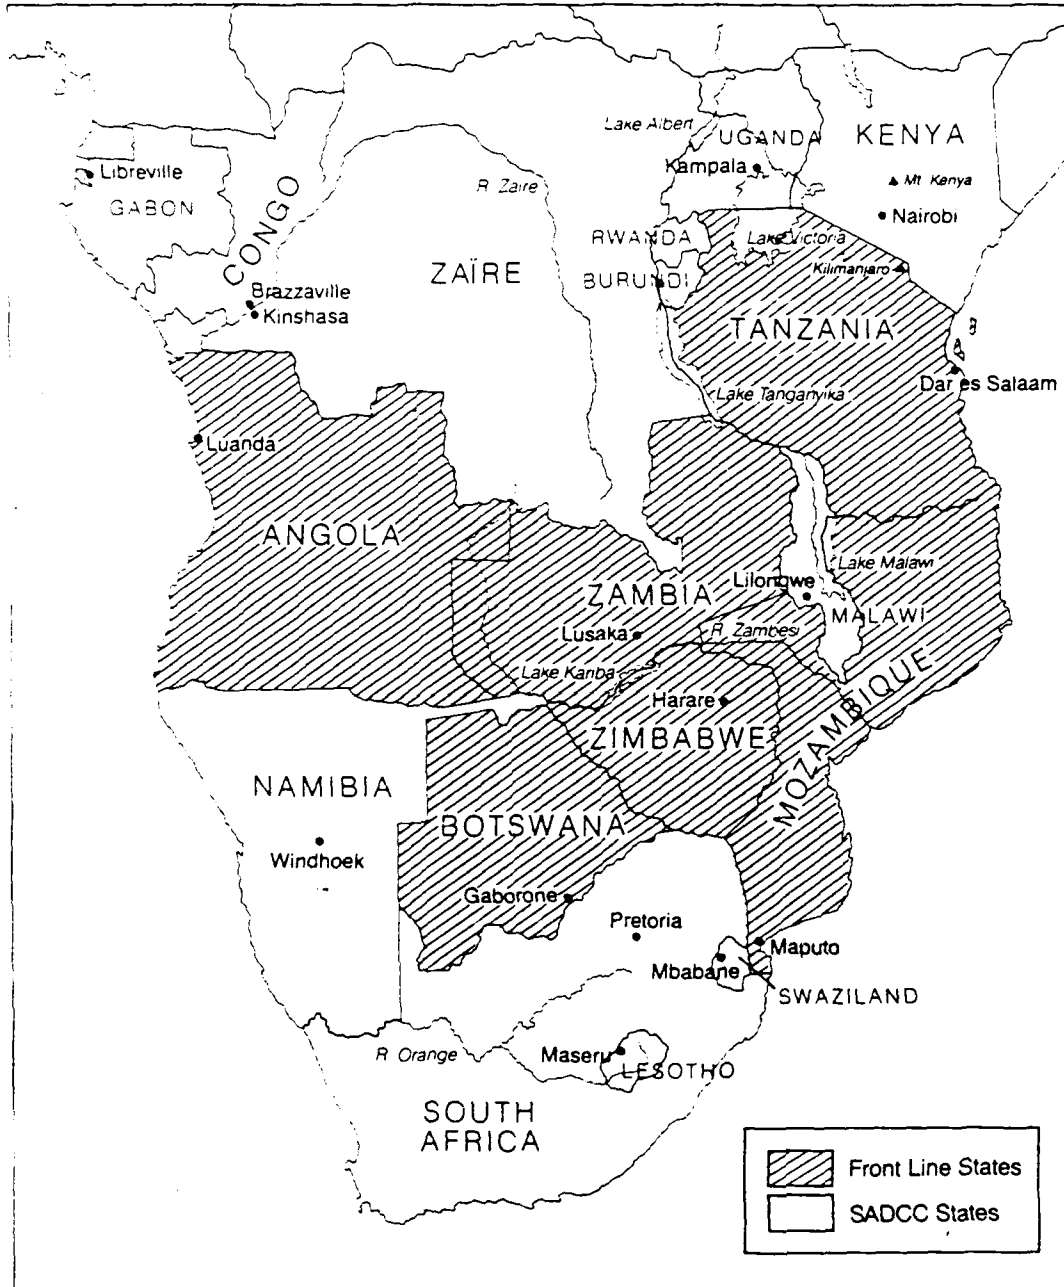 Lake Albert
UGANDA
KENYA
Kampala
Mt Kenya
Libreville
GABON
CONGO
R Zaire
Nairobi
RWANDA
Lake Victoria
ZAÏRE
BURUNDI
Kilimanjaro
Brazzaville
Kinshasa
TANZANIA
Dar es Salaam
Lake Tanganyika
Luanda
ANGOLA
Lake Malawi
Lilongwe
ZAMBIA
MALAWI
Lusaka
R Zambesi
Lake Kariba
Harare
ZIMBABWE
MOZAMBIQUE
NAMIBIA
BOTSWANA
Windhoek
Gaborone
Pretoria
Maputo
Mbabane
SWAZILAND
R Orange
Maseru
LESOTHO
SOUTH
AFRICA
Front Line States
SADCC States